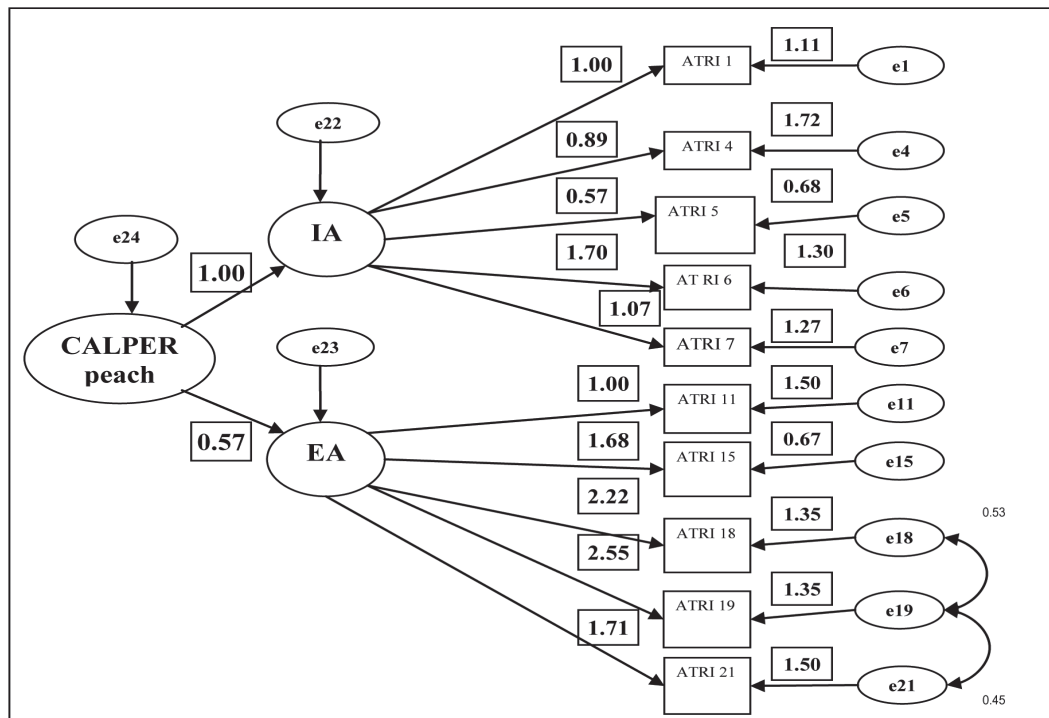 1.11
ATRI 1
e1
1.00
e22
1.72
0.89
ATRI 4
e4
0.68
0.57
ATRI 5
e5
IA
e24
1.30
1.70
1.00
AT RI 6
e6
1.07
1.27
CALPER
peach
e23
ATRI 7
e7
1.50
1.00
ATRI 11
e11
0.57
0.67
1.68
EA
ATRI 15
e15
2.22
0.53
1.35
ATRI 18
e18
2.55
1.35
ATRI 19
e19
1.71
1.50
ATRI 21
e21
0.45